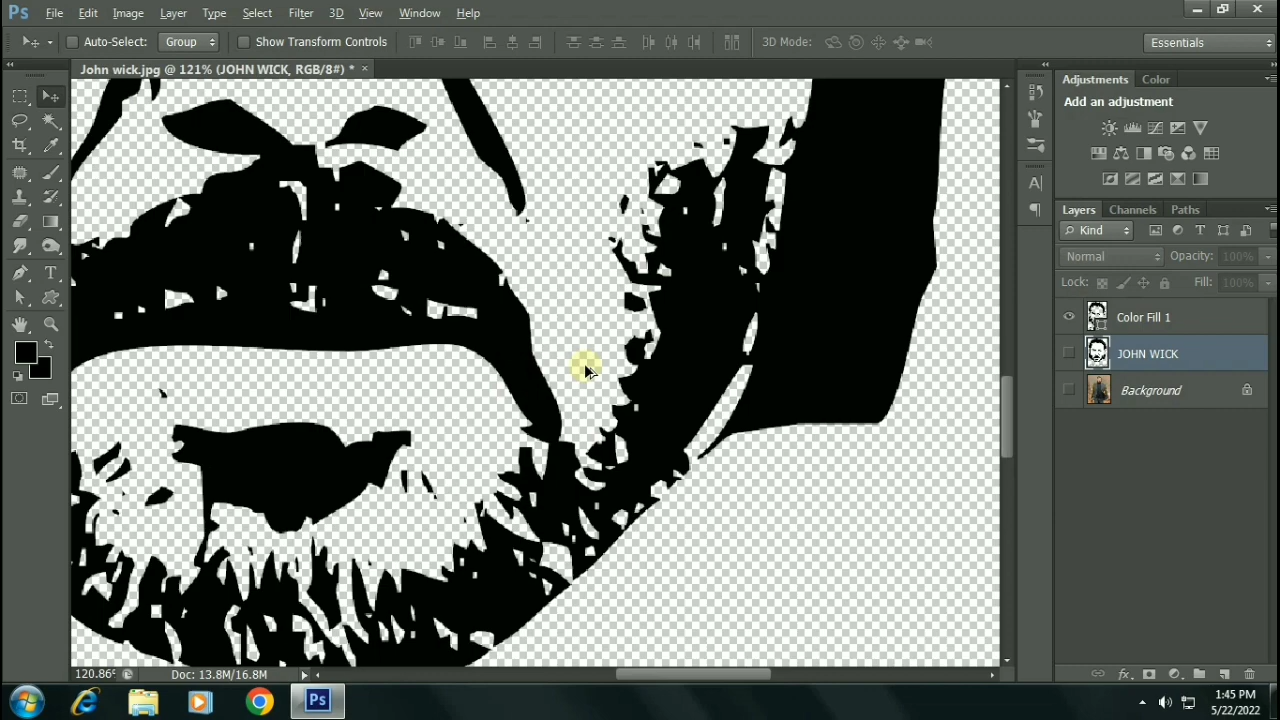 Ps File Edit Image Layer Type Select Filter 3D View Window Help
Auto-Select: Group Show Transform Controls 3D Mode: Essentials
John wick.jpg @ 121% (JOHN WICK, RGB/8#) * ×
Adjustments Color
Add an adjustment
Layers Channels Paths
Kind
Normal Opacity: 100%
Lock: Fill: 100%
Color Fill 1
JOHN WICK
Background
120.86% Doc: 13.8M/16.8M
Ps 1:45 PM
5/22/2022